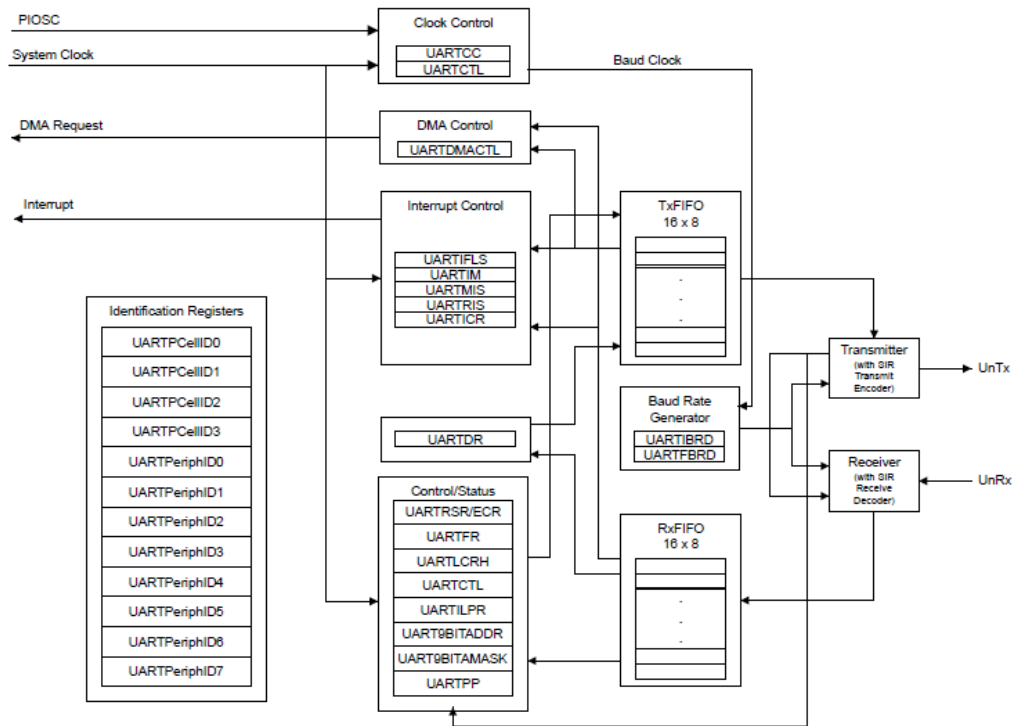 PIOSC
System Clock
Clock Control
UARTCC
UARTCTL
Baud Clock
DMA Request
DMA Control
UARTDMACTL
Interrupt
Interrupt Control
UARTIFLS
UARTIM
UARTMIS
UARTRIS
UARTICR
TxFIFO
16 x 8
.
.
.
Identification Registers
UARTPCellID0
UARTPCellID1
UARTPCellID2
UARTPCellID3
UARTPeriphID0
UARTPeriphID1
UARTPeriphID2
UARTPeriphID3
UARTPeriphID4
UARTPeriphID5
UARTPeriphID6
UARTPeriphID7
UARTDR
Baud Rate
Generator
UARTIBRD
UARTFBRD
Transmitter
(with SIR
Transmit
Encoder)
UnTx
Receiver
(with SIR
Receive
Decoder)
UnRx
Control/Status
UARTRSR/ECR
UARTFR
UARTLCRH
UARTCTL
UARTILPR
UART9BITADDR
UART9BITAMASK
UARTPP
RxFIFO
16 x 8
.
.
.